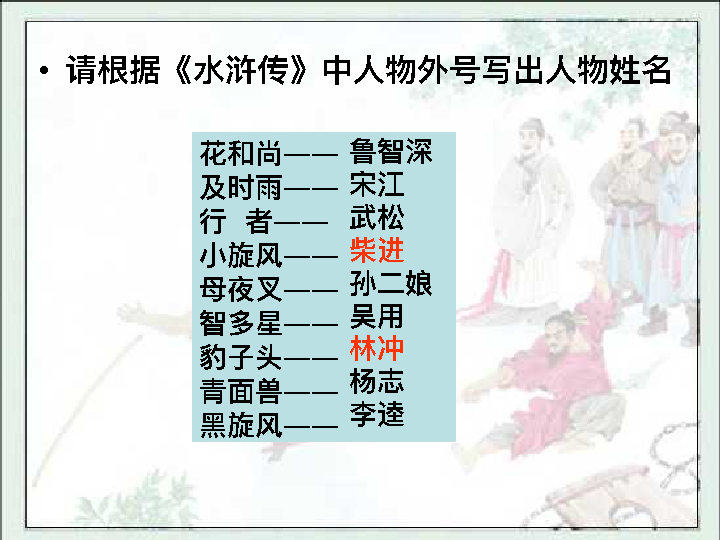 • 请根据《水浒传》中人物外号写出人物姓名
花和尚—— 鲁智深
及时雨—— 宋江
行 者—— 武松
小旋风—— 柴进
母夜叉—— 孙二娘
智多星—— 吴用
豹子头—— 林冲
青面兽—— 杨志
黑旋风—— 李逵